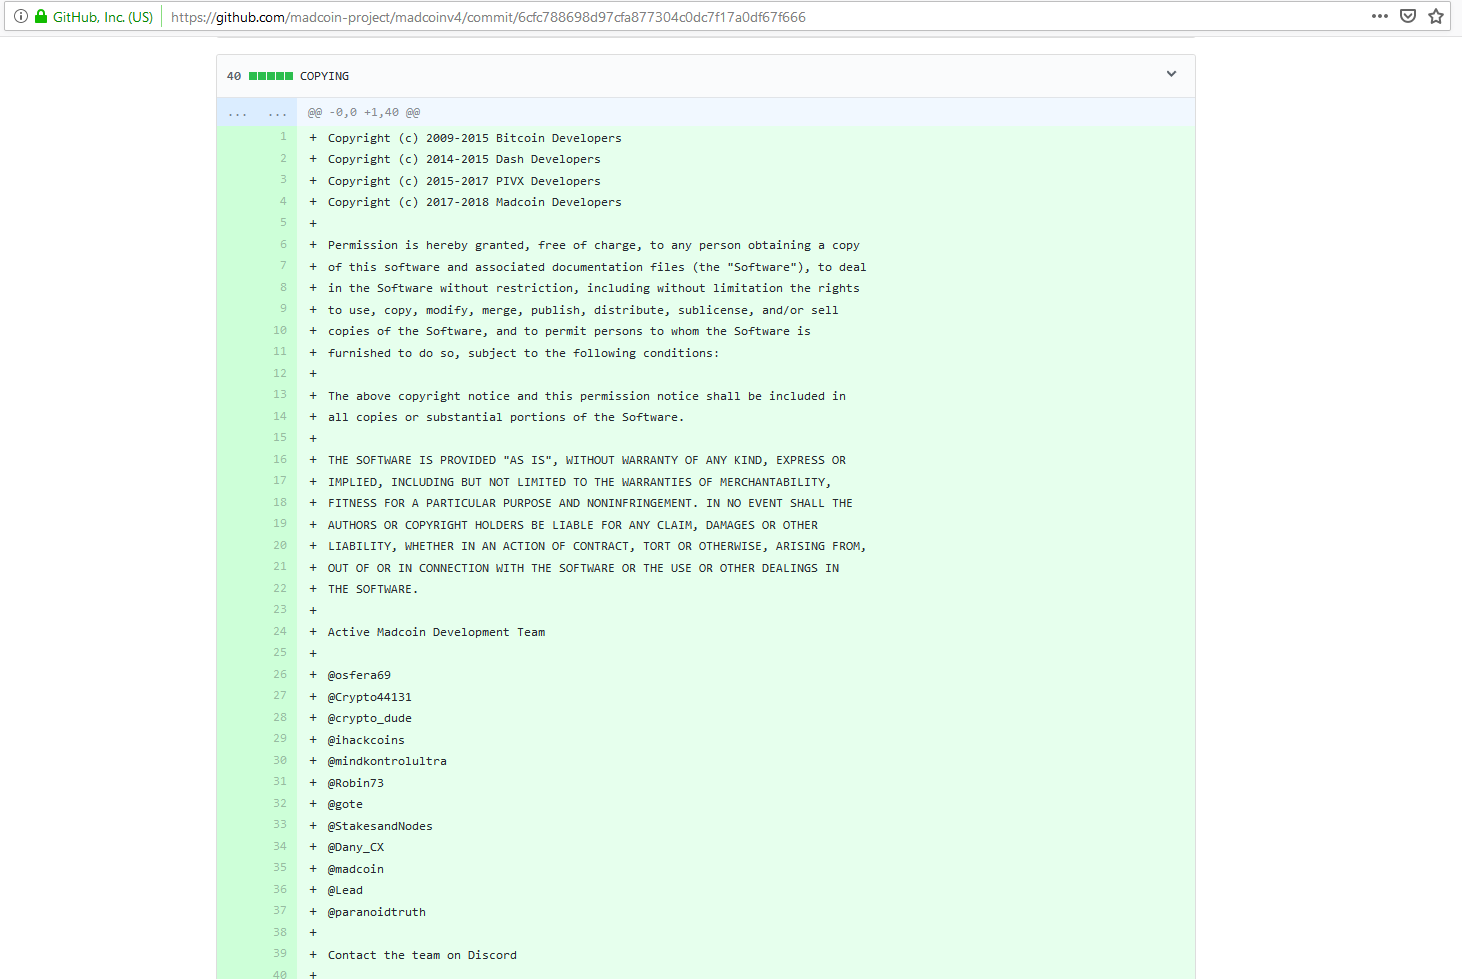 GitHub, Inc. (US) https://github.com/madcoin-project/madcoinv4/commit/6cfc788698d97cfa877304c0dc7f17a0df67f666
40 COPYING
... ... @@ -0,0 +1,40 @@
1 + Copyright (c) 2009-2015 Bitcoin Developers
2 + Copyright (c) 2014-2015 Dash Developers
3 + Copyright (c) 2015-2017 PIVX Developers
4 + Copyright (c) 2017-2018 Madcoin Developers
5 +
6 + Permission is hereby granted, free of charge, to any person obtaining a copy
7 + of this software and associated documentation files (the "Software"), to deal
8 + in the Software without restriction, including without limitation the rights
9 + to use, copy, modify, merge, publish, distribute, sublicense, and/or sell
10 + copies of the Software, and to permit persons to whom the Software is
11 + furnished to do so, subject to the following conditions:
12 +
13 + The above copyright notice and this permission notice shall be included in
14 + all copies or substantial portions of the Software.
15 +
16 + THE SOFTWARE IS PROVIDED "AS IS", WITHOUT WARRANTY OF ANY KIND, EXPRESS OR
17 + IMPLIED, INCLUDING BUT NOT LIMITED TO THE WARRANTIES OF MERCHANTABILITY,
18 + FITNESS FOR A PARTICULAR PURPOSE AND NONINFRINGEMENT. IN NO EVENT SHALL THE
19 + AUTHORS OR COPYRIGHT HOLDERS BE LIABLE FOR ANY CLAIM, DAMAGES OR OTHER
20 + LIABILITY, WHETHER IN AN ACTION OF CONTRACT, TORT OR OTHERWISE, ARISING FROM,
21 + OUT OF OR IN CONNECTION WITH THE SOFTWARE OR THE USE OR OTHER DEALINGS IN
22 + THE SOFTWARE.
23 +
24 + Active Madcoin Development Team
25 +
26 + @osfera69
27 + @Crypto44131
28 + @crypto_dude
29 + @ihackcoins
30 + @mindkontrolultra
31 + @Robin73
32 + @gote
33 + @StakesandNodes
34 + @Dany_CX
35 + @madcoin
36 + @Lead
37 + @paranoidtruth
38 +
39 + Contact the team on Discord
40 +